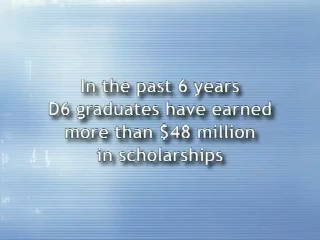 In the past 6 years
D6 graduates have earned
more than $48 million
in scholarships